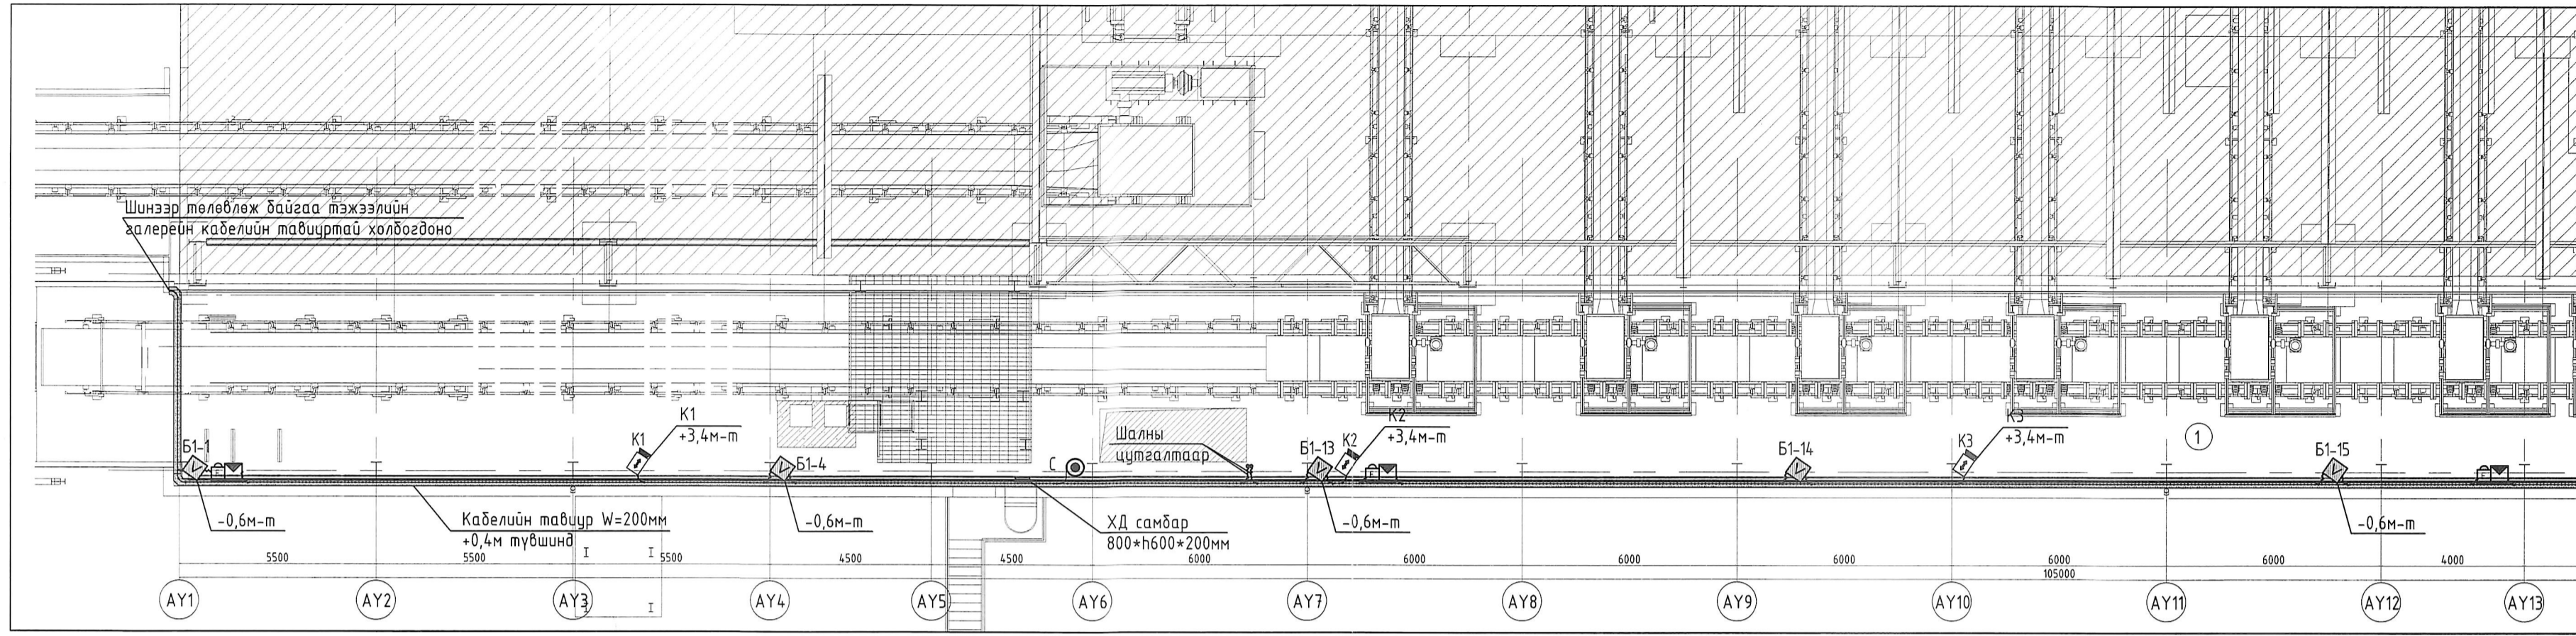 Шинээр төлөвлөж байгаа тэжээлийн
галерейн кабелийн тавиуртай холбогдоно
К1
К1
+3,4м-т
К2
К2
+3,4м-т
К3
К3
+3,4м-т
1
Б1-1
Б1-4
С
Шалны
цутгалтаар
Б1-13
Б1-14
Б1-15
-0,6м-т
Кабелийн тавиур W=200мм
+0,4м түвшинд
-0,6м-т
ХД самбар
800*h600*200мм
-0,6м-т
-0,6м-т
5500 5500 5500 4500 4500 6000 6000 6000 6000 6000 6000 4000
105000
АУ1 АУ2 АУ3 АУ4 АУ5 АУ6 АУ7 АУ8 АУ9 АУ10 АУ11 АУ12 АУ13